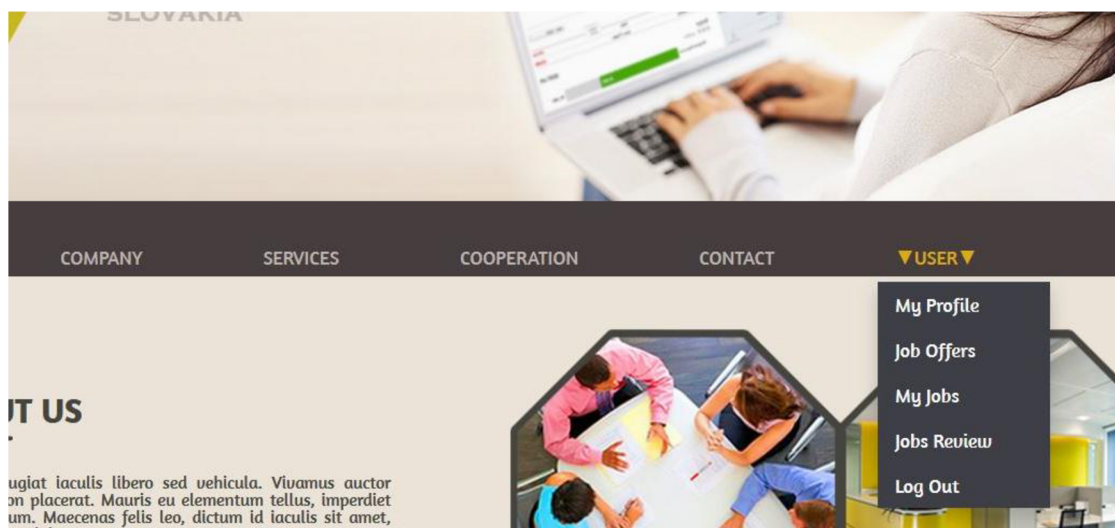 SLOVAKIA
COMPANY SERVICES COOPERATION CONTACT ▼USER▼
My Profile
Job Offers
My Jobs
Jobs Review
Log Out
UT US
ugiat iaculis libero sed vehicula. Vivamus auctor
on placerat. Mauris eu elementum tellus, imperdiet
um. Maecenas felis leo, dictum id iaculis sit amet,